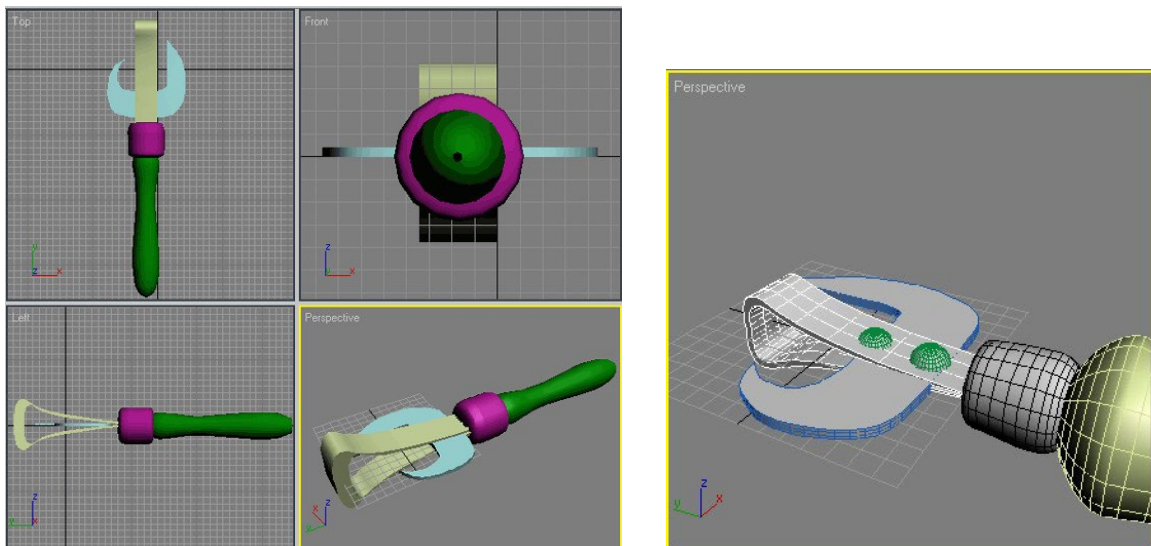 Top
Front
y
z x
z
y x
Left
Perspective
z
y x
z
x
y
Perspective
z
x
y